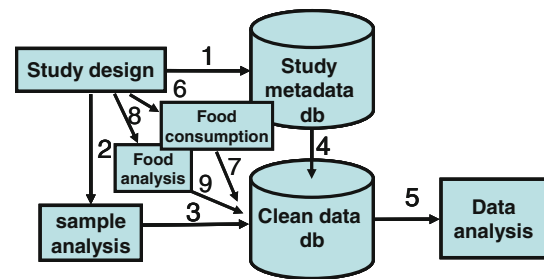 Study design
1
Study
metadata
db
6
8
Food
consumption
2
Food
analysis
7
4
9
sample
analysis
3
Clean data
db
5
Data
analysis